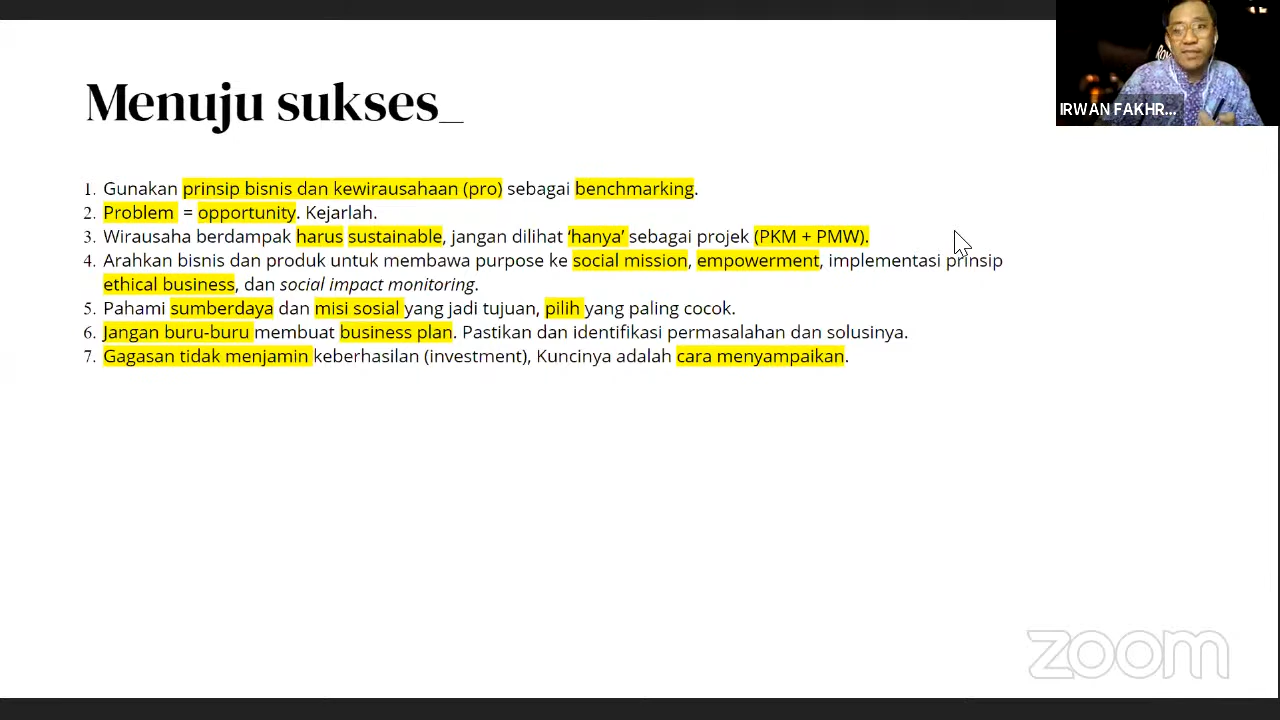 Menuju sukses_
IRWAN FAKHR...
1. Gunakan prinsip bisnis dan kewirausahaan (pro) sebagai benchmarking.
2. Problem = opportunity. Kejarlah.
3. Wirausaha berdampak harus sustainable, jangan dilihat ‘hanya’ sebagai projek (PKM + PMW).
4. Arahkan bisnis dan produk untuk membawa purpose ke social mission, empowerment, implementasi prinsip
ethical business, dan social impact monitoring.
5. Pahami sumberdaya dan misi sosial yang jadi tujuan, pilih yang paling cocok.
6. Jangan buru-buru membuat business plan. Pastikan dan identifikasi permasalahan dan solusinya.
7. Gagasan tidak menjamin keberhasilan (investment), Kuncinya adalah cara menyampaikan.
zoom